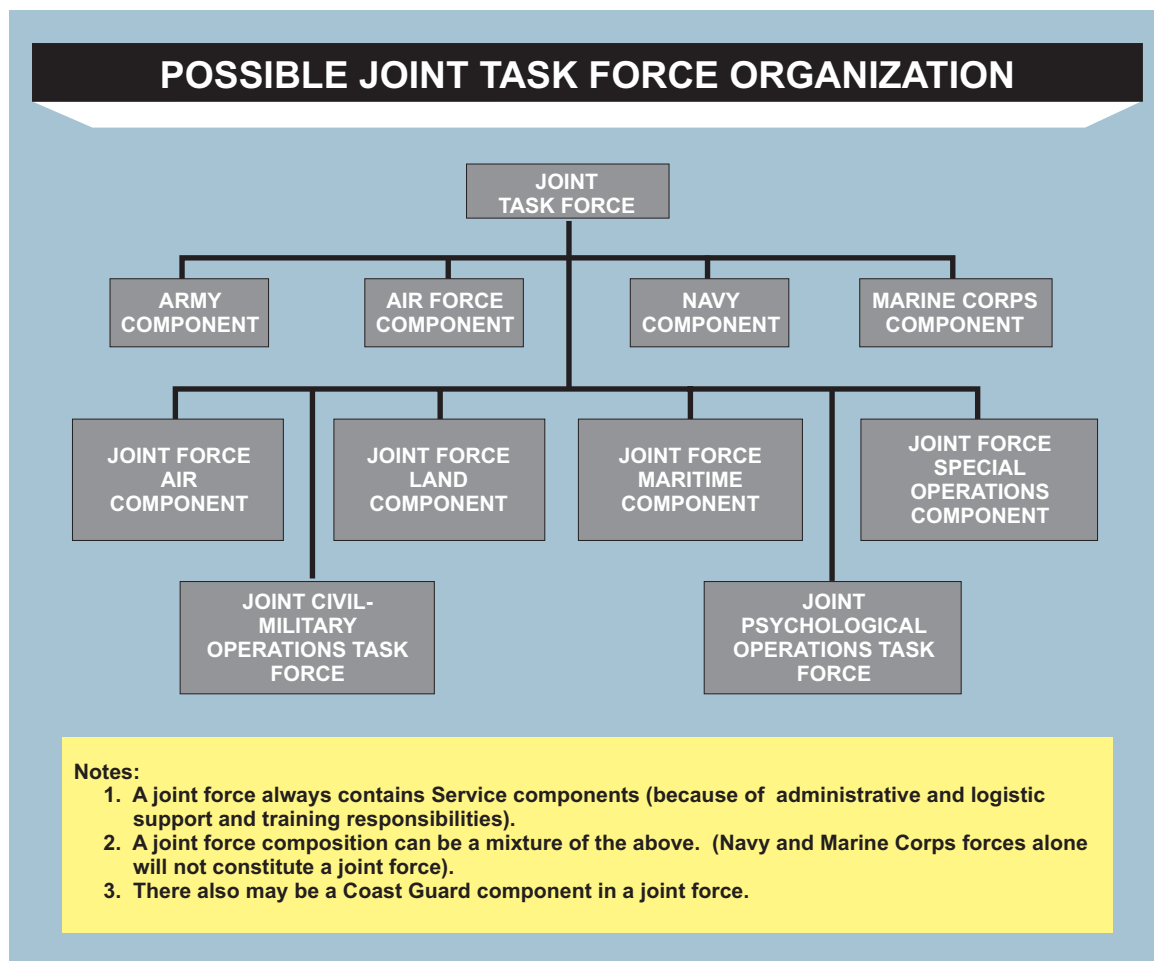 POSSIBLE JOINT TASK FORCE ORGANIZATION
JOINT
TASK FORCE
ARMY
COMPONENT
AIR FORCE
COMPONENT
NAVY
COMPONENT
MARINE CORPS
COMPONENT
JOINT FORCE
AIR
COMPONENT
JOINT FORCE
LAND
COMPONENT
JOINT FORCE
MARITIME
COMPONENT
JOINT FORCE
SPECIAL
OPERATIONS
COMPONENT
JOINT CIVIL-
MILITARY
OPERATIONS TASK
FORCE
JOINT
PSYCHOLOGICAL
OPERATIONS TASK
FORCE
Notes:
1. A joint force always contains Service components (because of administrative and logistic
support and training responsibilities).
2. A joint force composition can be a mixture of the above. (Navy and Marine Corps forces alone
will not constitute a joint force).
3. There also may be a Coast Guard component in a joint force.